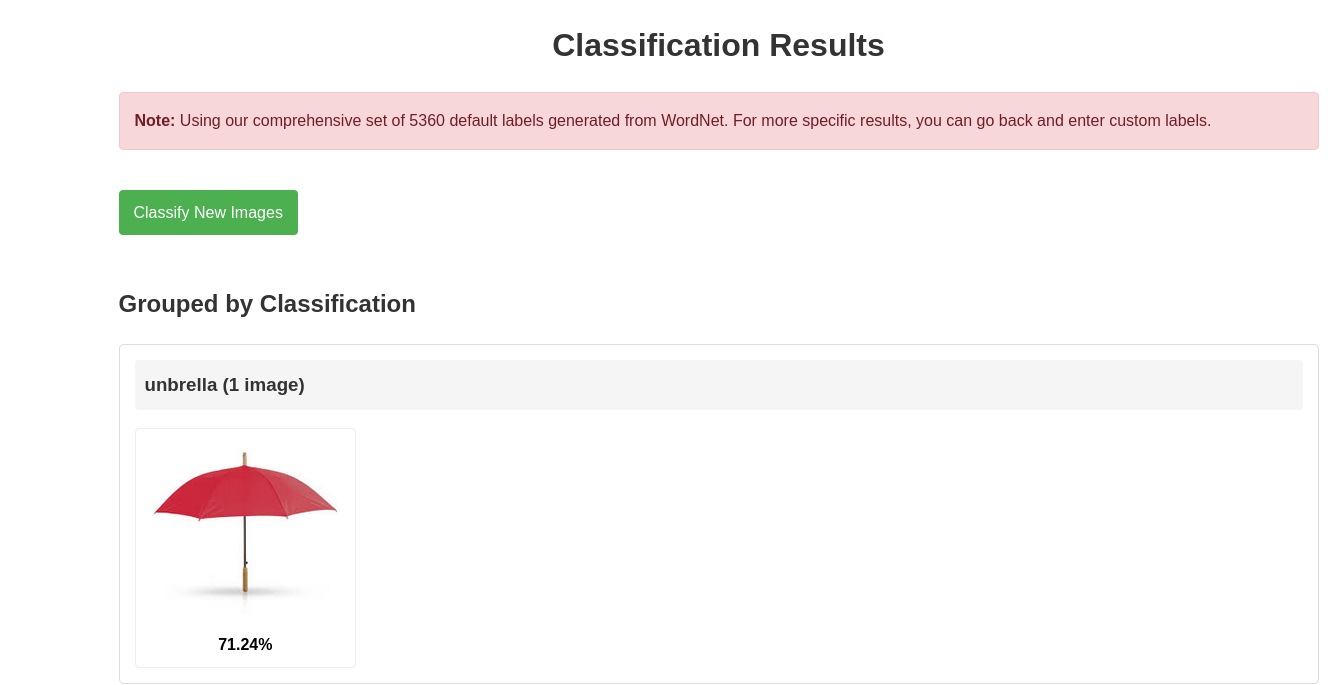 Classification Results
Note: Using our comprehensive set of 5360 default labels generated from WordNet. For more specific results, you can go back and enter custom labels.
Classify New Images
Grouped by Classification
unbrella (1 image)
71.24%